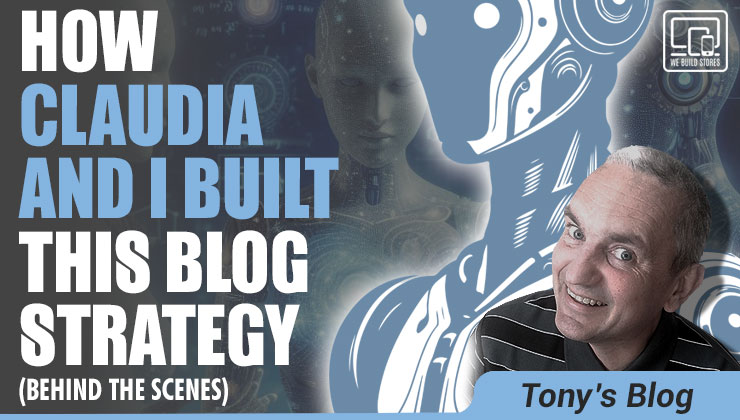 HOW
CLAUDIA
AND I BUILT
THIS BLOG
STRATEGY
(BEHIND THE SCENES)
WE BUILD STORES
Tony's Blog